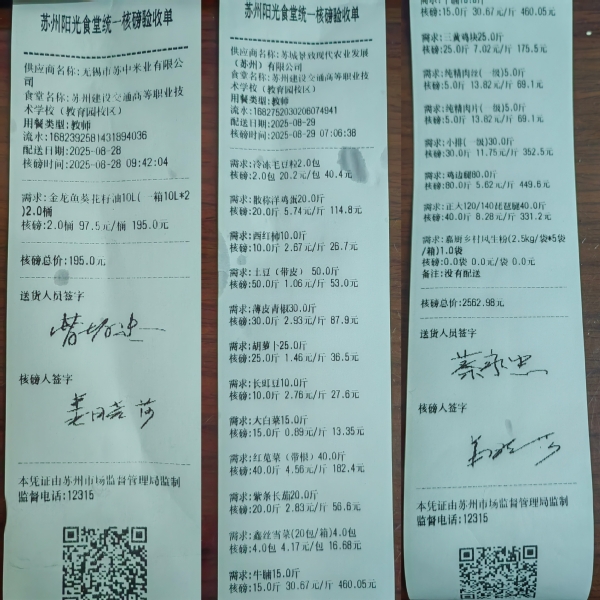 苏州阳光食堂统一核磅验收单
供应商名称:无锡市苏中米业有限公
司
食堂名称:苏州建设交通高等职业技
术学校(教育园校区)
用餐类型:教师
流水:1682392581431894036
配送日期:2025-08-28
核磅时间:2025-08-28 09:42:04
需求:金龙鱼葵花籽油10L(一箱10L*2
)2.0桶
核磅:2.0桶 97.5元/桶 195.0元
核磅总价:195.0元
送货人员签字
核磅人签字
本凭证由苏州市场监督管理局监制
监督电话:12315
苏州阳光食堂统一核磅验收单
供应商名称:苏城景致现代农业发展
(苏州)有限公司
食堂名称:苏州建设交通高等职业技
术学校(教育园校区)
用餐类型:教师
流水:1682752030206074941
配送日期:2025-08-29
核磅时间:2025-08-29 07:06:38
需求:冷冻毛豆籽2.0包
核磅:2.0包 20.2元/包 40.4元
需求:散称洋鸡蛋20.0斤
核磅:20.0斤 5.74元/斤 114.8元
需求:西红柿10.0斤
核磅:10.0斤 2.67元/斤 26.7元
需求:土豆(带皮) 50.0斤
核磅:50.0斤 1.06元/斤 53.0元
需求:薄皮青椒30.0斤
核磅:30.0斤 2.93元/斤 87.9元
需求:胡萝卜25.0斤
核磅:25.0斤 1.46元/斤 36.5元
需求:长豇豆10.0斤
核磅:10.0斤 2.76元/斤 27.6元
需求:大白菜15.0斤
核磅:15.0斤 0.89元/斤 13.35元
需求:红苋菜(带根)40.0斤
核磅:40.0斤 4.56元/斤 182.4元
需求:紫条长茄20.0斤
核磅:20.0斤 2.83元/斤 56.6元
需求:鑫丝当菜(20包/箱)4.0包
核磅:4.0包 4.17元/包 16.68元
需求:牛腩15.0斤
核磅:15.0斤 30.67元/斤 460.05元
核磅:15.0斤 30.67元/斤 460.05元
需求:三黄鸡块25.0斤
核磅:25.0斤 7.02元/斤 175.5元
需求:纯精肉丝(一级)5.0斤
核磅:5.0斤 13.82元/斤 69.1元
需求:纯精肉片(一级)5.0斤
核磅:5.0斤 13.82元/斤 69.1元
需求:小排(一级)30.0斤
核磅:30.0斤 11.75元/斤 352.5元
需求:鸡边腿80.0斤
核磅:80.0斤 5.62元/斤 449.6元
需求:正大120/140琵琶腿40.0斤
核磅:40.0斤 8.28元/斤 331.2元
需求:嘉厨乡村风生粉(2.5kg/袋*5袋
/箱)1.0袋
核磅:0.0袋 0.0元/袋 0.0元
备注:没有配送
核磅总价:2562.98元
送货人员签字
核磅人签字
本凭证由苏州市场监督管理局监制
监督电话:12315